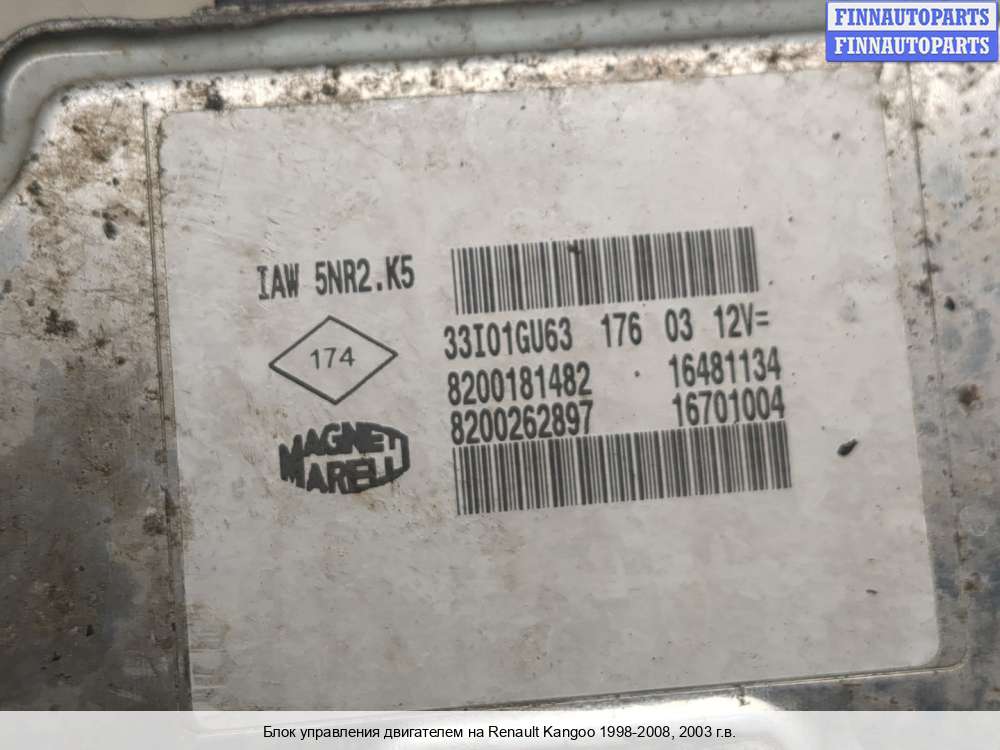 FINNAUTOPARTS
FINNAUTOPARTS
IAW 5NR2.K5
174
MAGNETI
MARELLI
33I01GU63 176 03 12V=
8200181482 16481134
8200262897 16701004
Блок управления двигателем на Renault Kangoo 1998-2008, 2003 г.в.